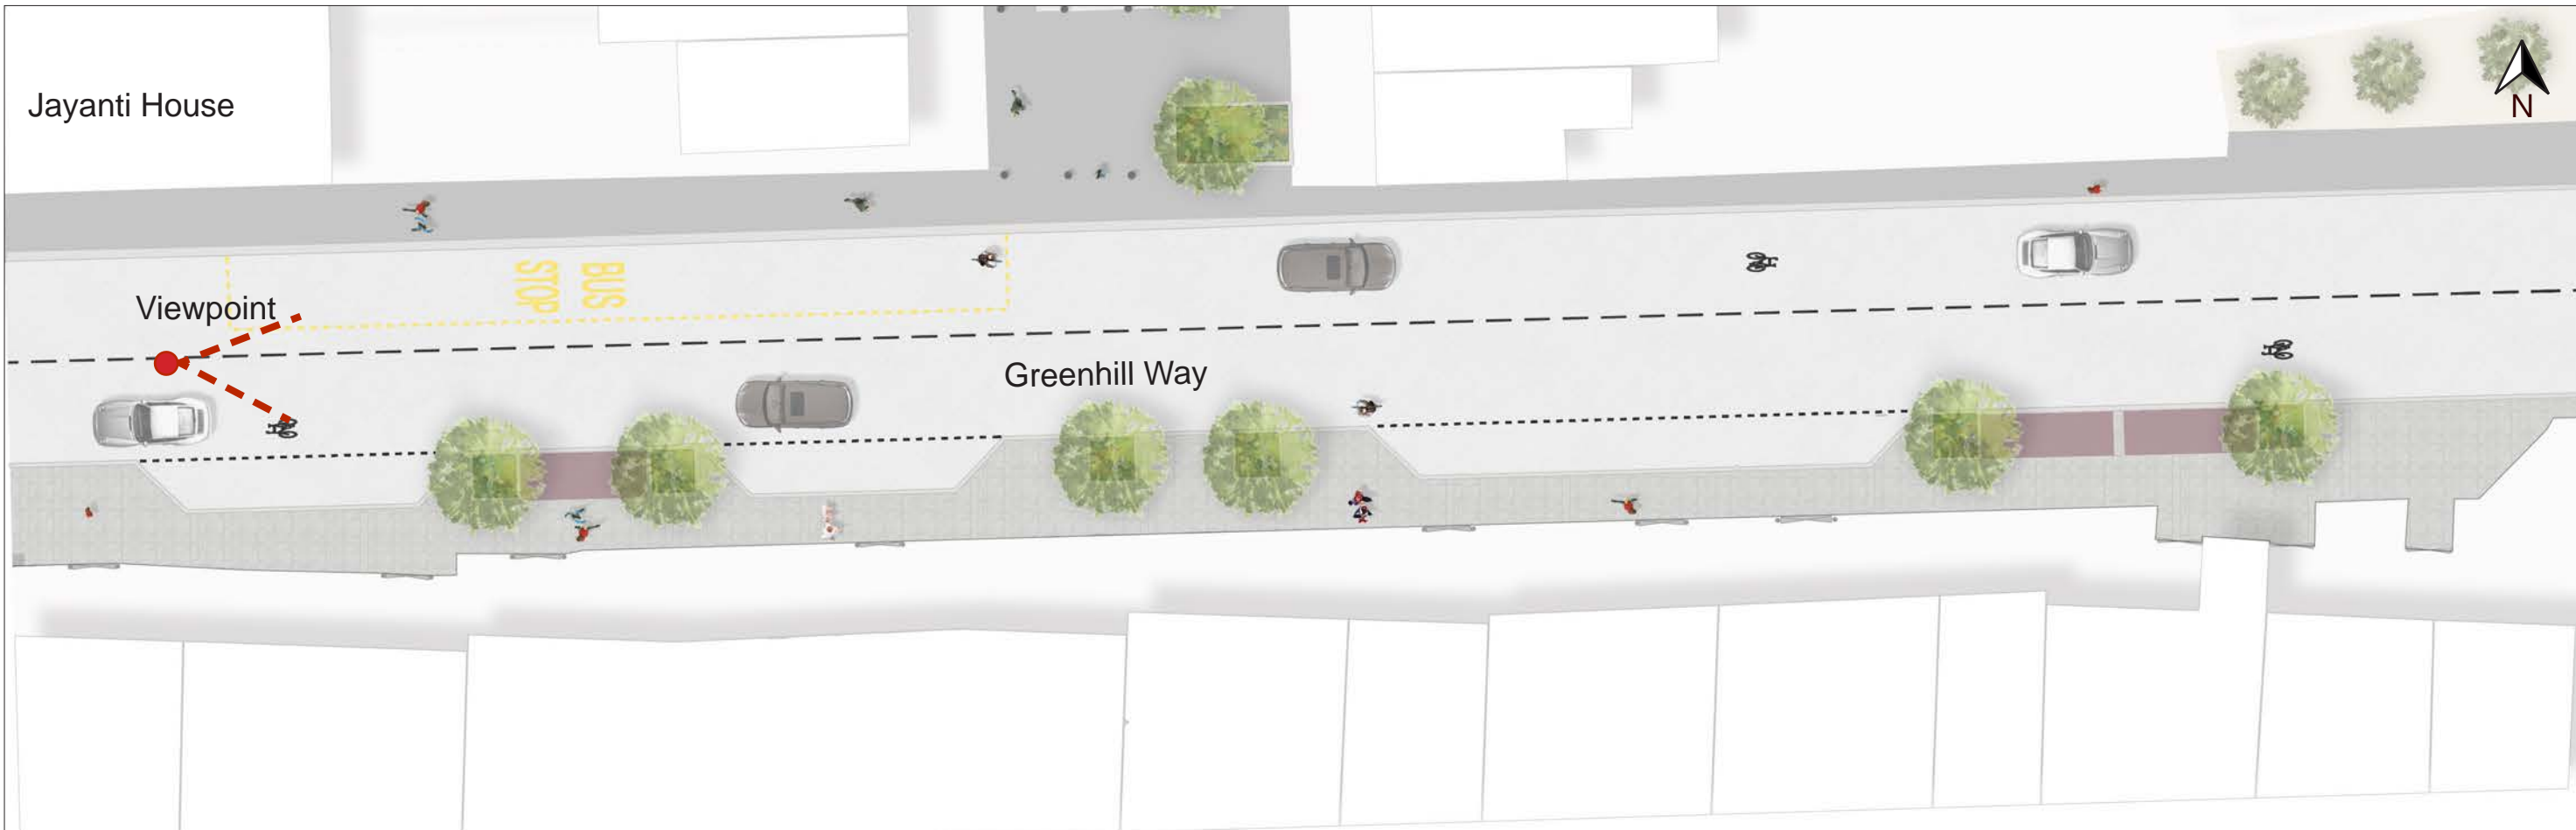 Jayanti House
N
BUS
STOP
Viewpoint
Greenhill Way